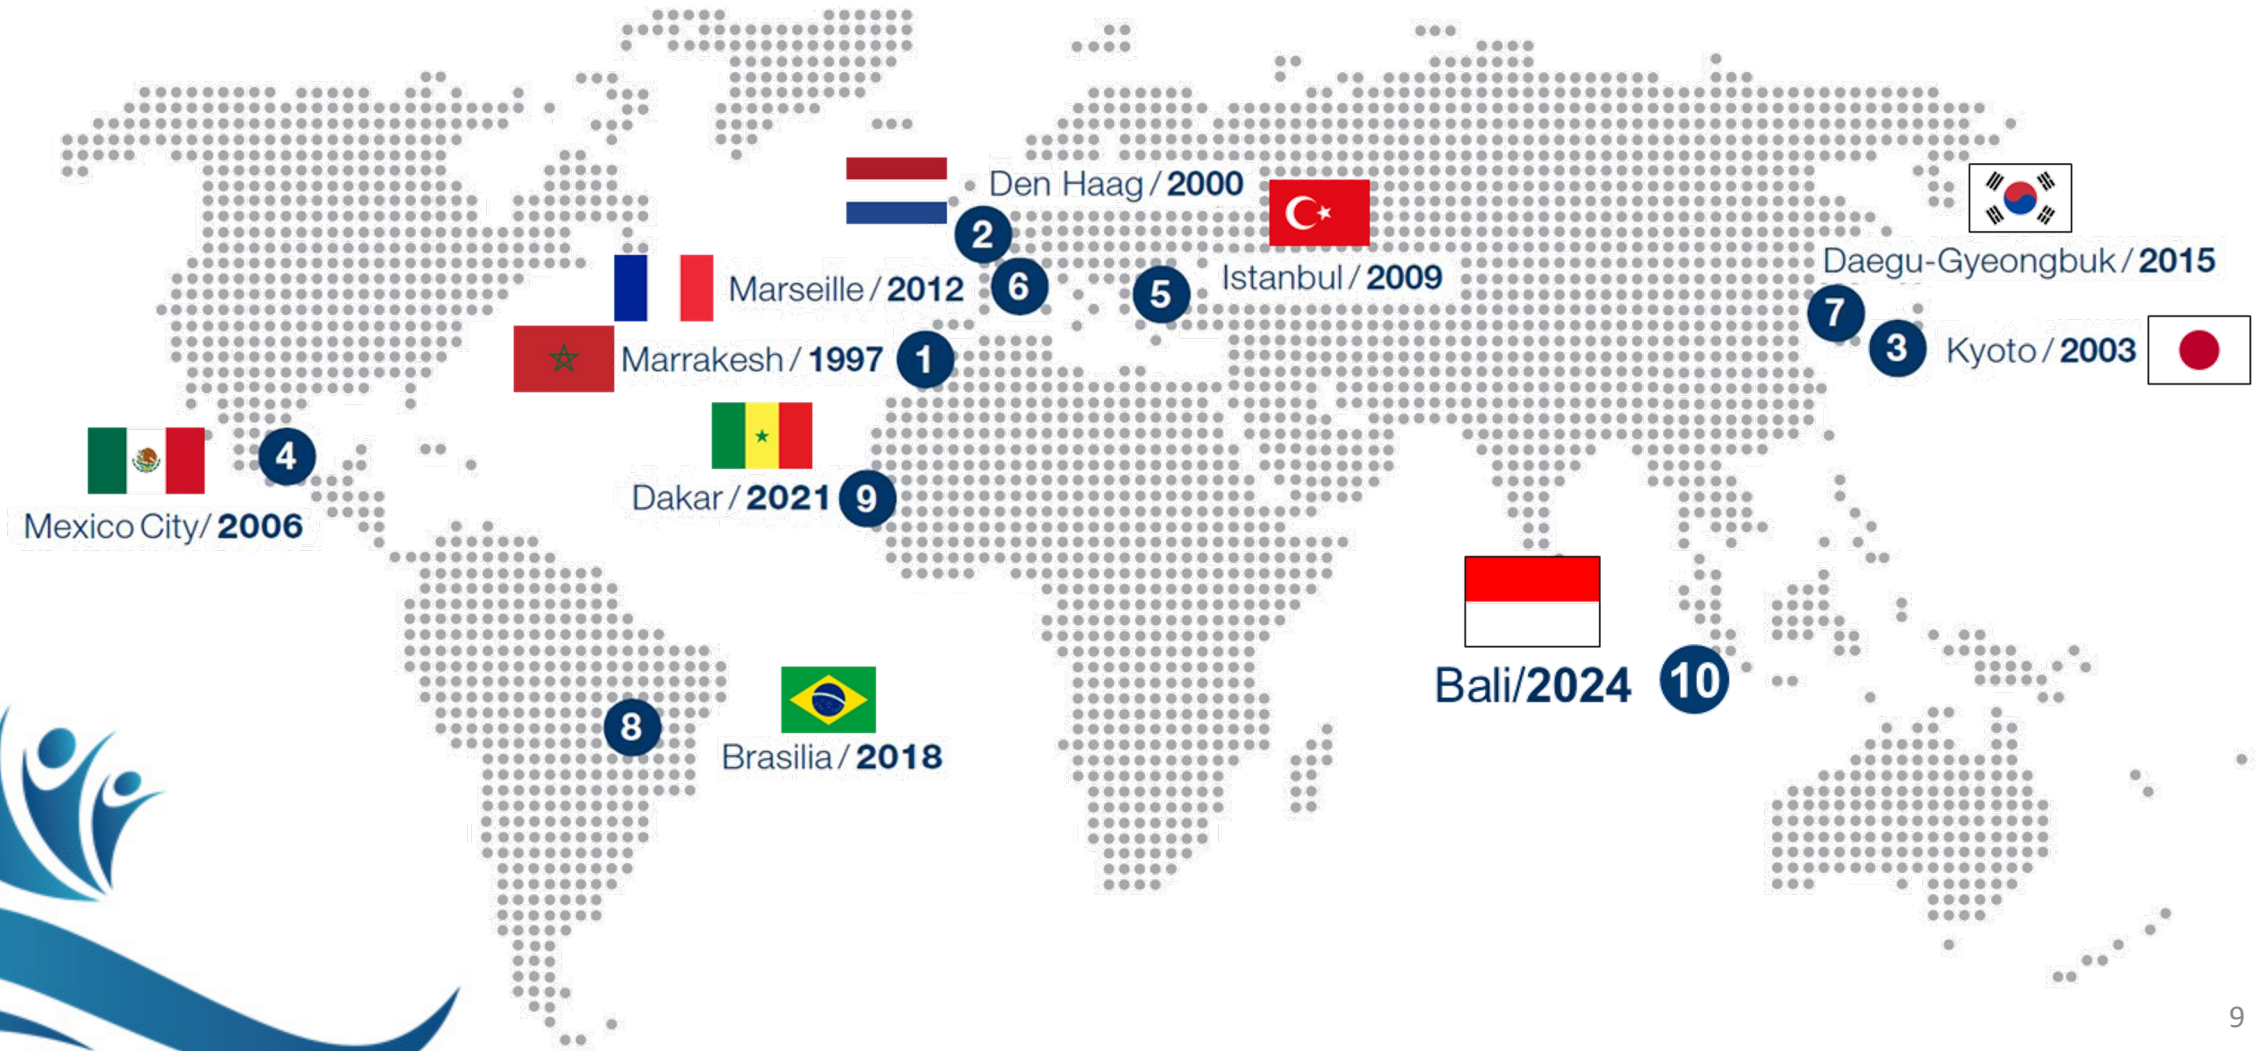 Den Haag / 2000
2
Marseille / 2012
6
5
Istanbul / 2009
Daegu-Gyeongbuk / 2015
7
Marrakesh / 1997
1
3
Kyoto / 2003
4
Mexico City/ 2006
Dakar / 2021
9
Bali/2024
10
8
Brasilia / 2018
9